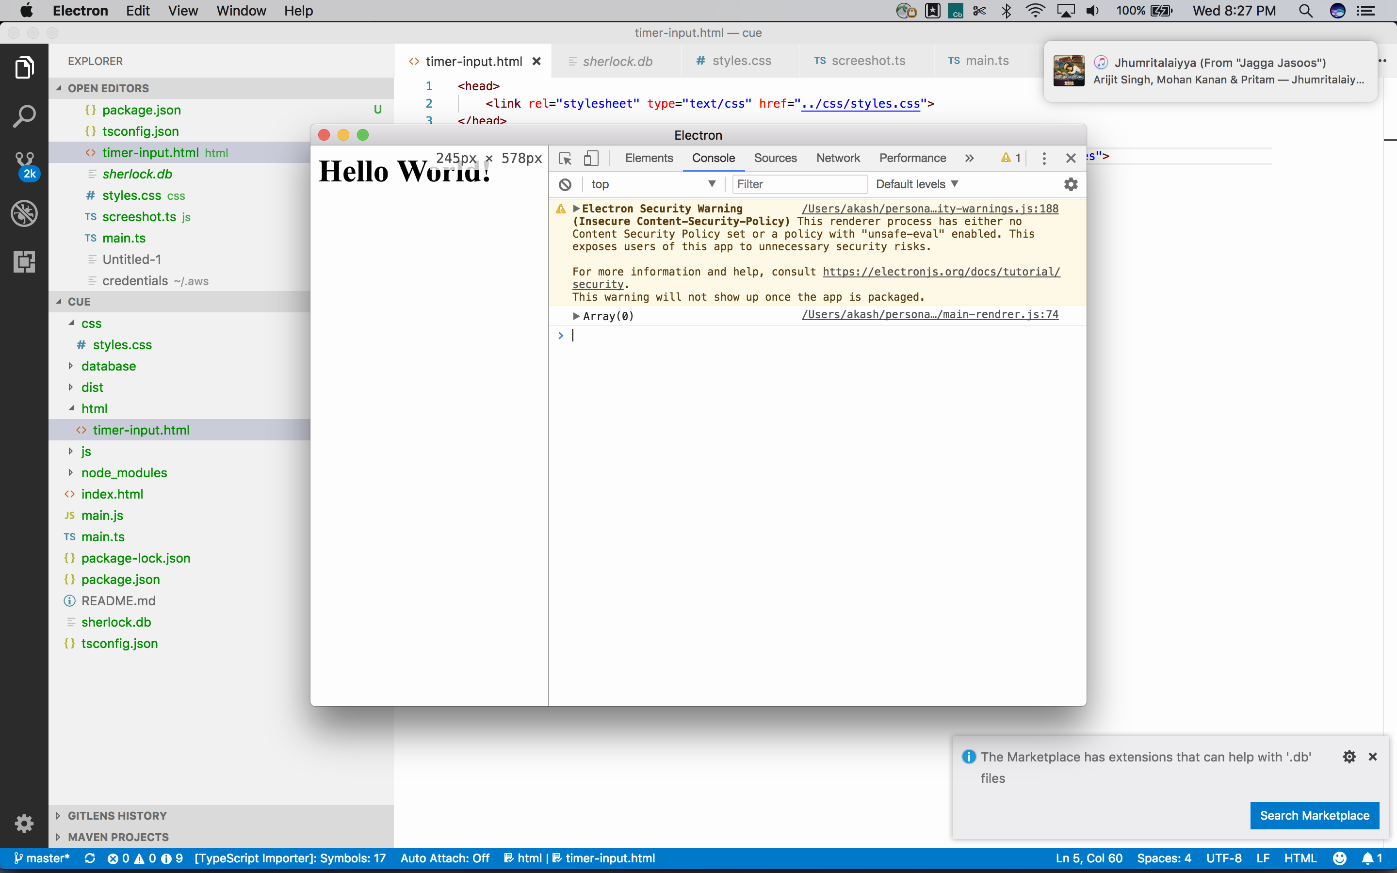 Electron Edit View Window Help
100% Wed 8:27 PM
timer-input.html — cue
EXPLORER
timer-input.html
sherlock.db
# styles.css
TS screeshot.ts
TS main.ts
Jhumritalaiyya (From "Jagga Jasoos")
Arijit Singh, Mohan Kanan & Pritam — Jhumritalaiy...
OPEN EDITORS
{} package.json U
tsconfig.json
<> timer-input.html html
sherlock.db
# styles.css css
TS screeshot.ts js
TS main.ts
Untitled-1
credentials ~/.aws
2k
CUE
css
# styles.css
database
dist
html
<> timer-input.html
js
node_modules
<> index.html
JS main.js
TS main.ts
{} package-lock.json
{} package.json
README.md
sherlock.db
{} tsconfig.json
GITLENS HISTORY
MAVEN PROJECTS
1 <head>
2 <link rel="stylesheet" type="text/css" href="../css/styles.css">
3 </head>
es">
Electron
Hello World!
245px × 578px
Elements Console Sources Network Performance » 1
top Filter Default levels
Electron Security Warning /Users/akash/persona…ity-warnings.js:188
(Insecure Content-Security-Policy) This renderer process has either no
Content Security Policy set or a policy with "unsafe-eval" enabled. This
exposes users of this app to unnecessary security risks.
For more information and help, consult https://electronjs.org/docs/tutorial/
security.
This warning will not show up once the app is packaged.
Array(0) /Users/akash/persona…/main-rendrer.js:74
>
The Marketplace has extensions that can help with '.db'
files
Search Marketplace
master* 0 0 9 [TypeScript Importer]: Symbols: 17 Auto Attach: Off html | timer-input.html Ln 5, Col 60 Spaces: 4 UTF-8 LF HTML 1